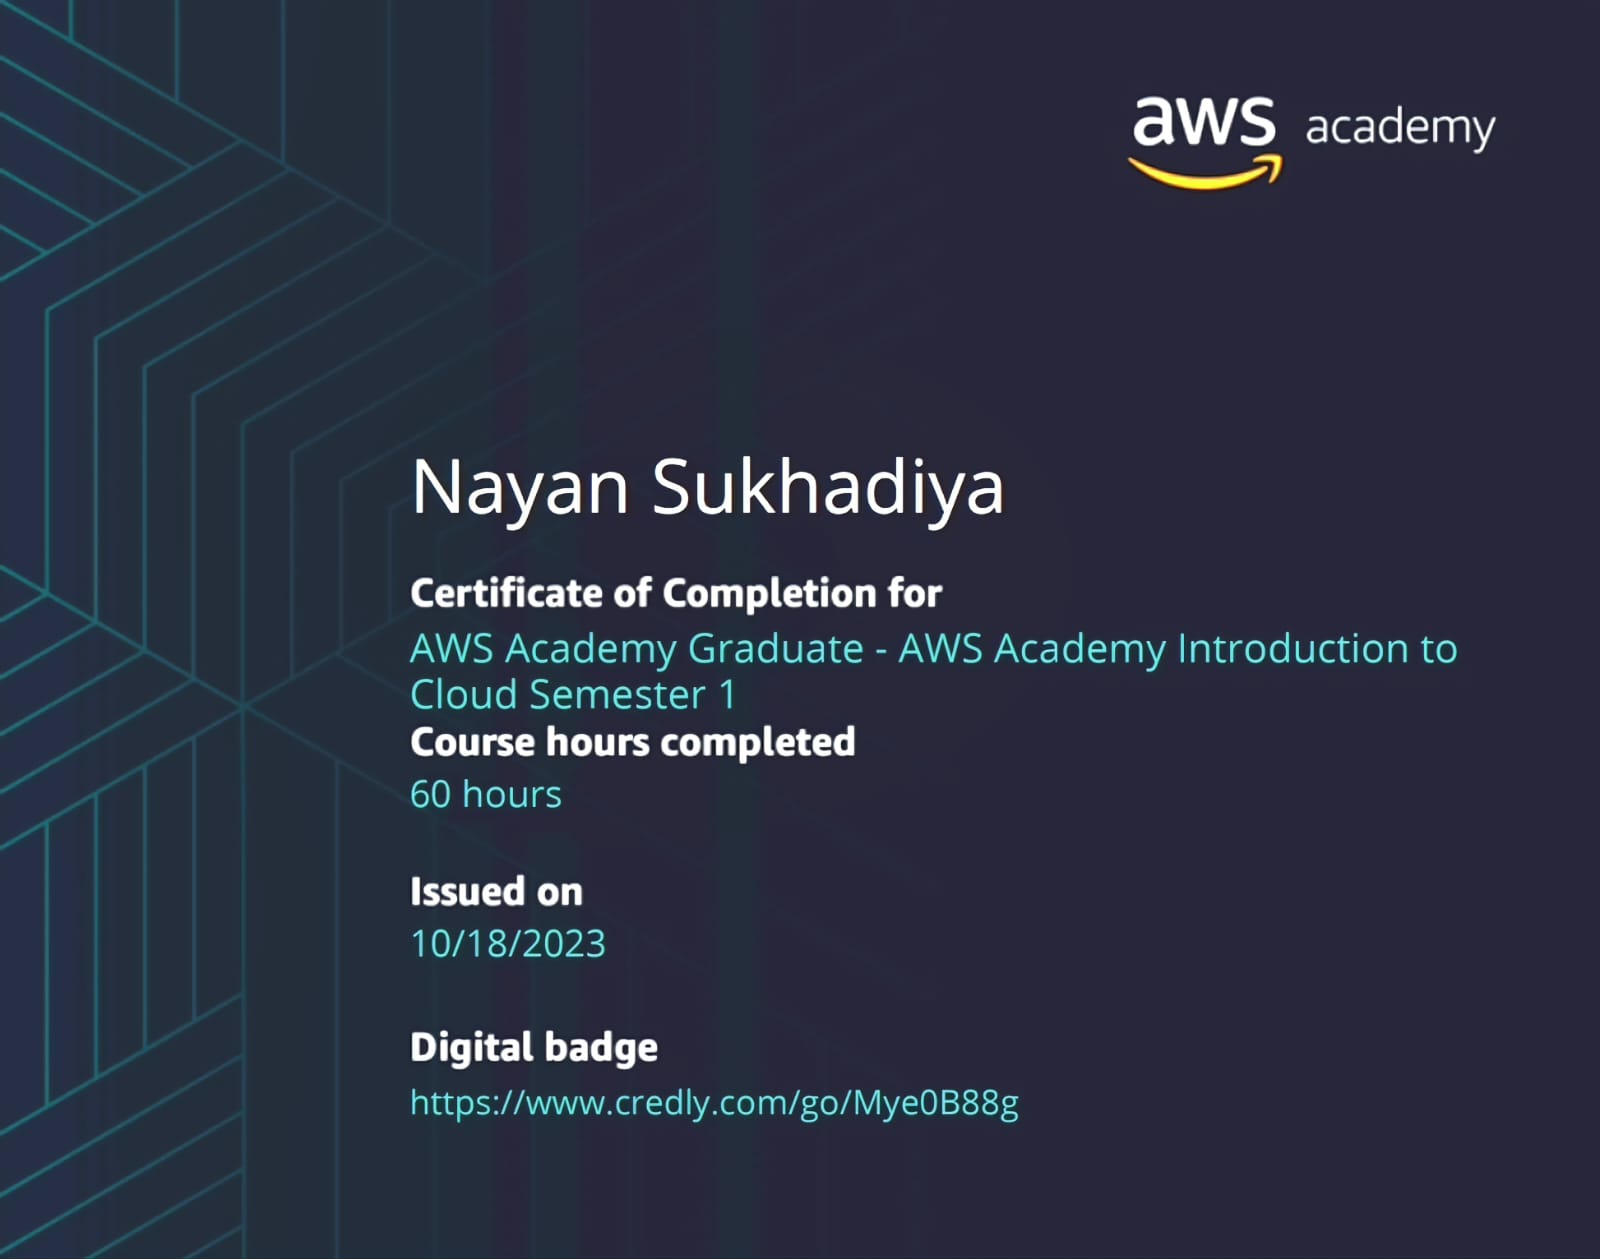 aws academy
Nayan Sukhadiya
Certificate of Completion for
AWS Academy Graduate - AWS Academy Introduction to
Cloud Semester 1
Course hours completed
60 hours
Issued on
10/18/2023
Digital badge
https://www.credly.com/go/Mye0B88g